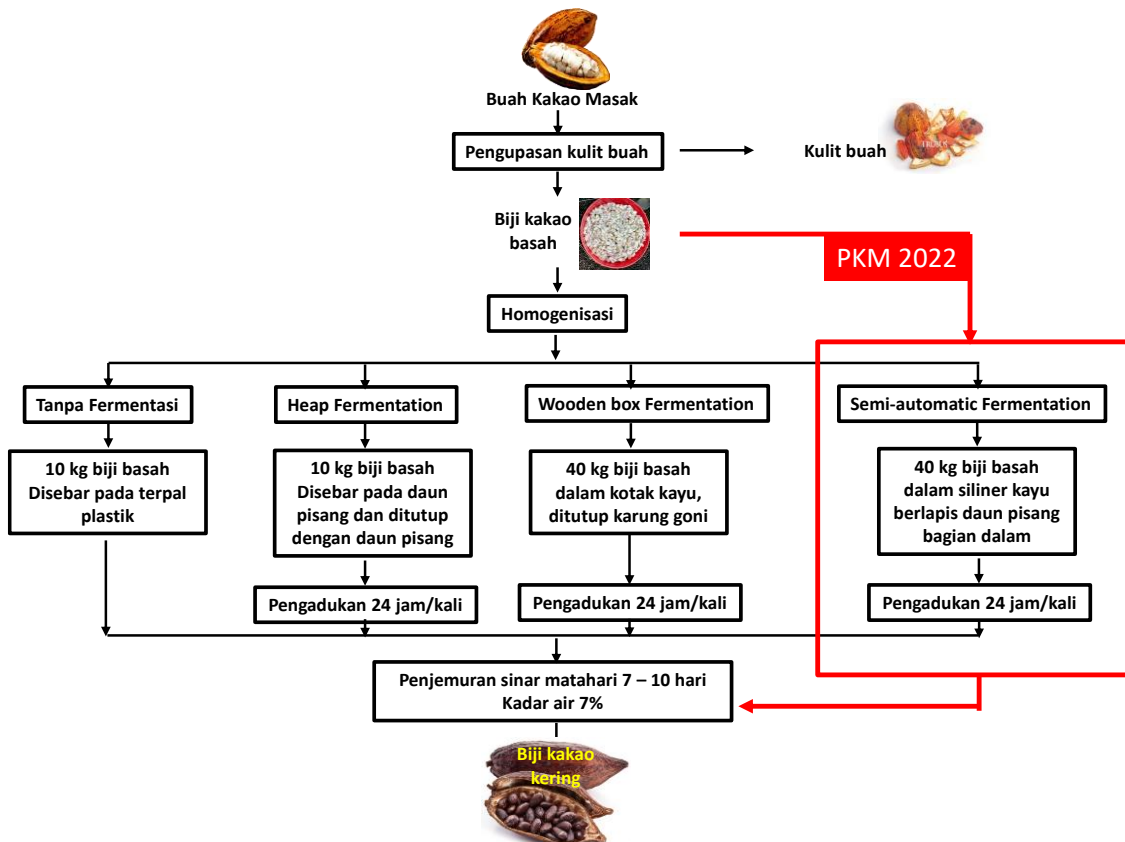 Buah Kakao Masak
Pengupasan kulit buah
Kulit buah
Biji kakao
basah
PKM 2022
Homogenisasi
Tanpa Fermentasi
Heap Fermentation
Wooden box Fermentation
Semi-automatic Fermentation
10 kg biji basah
Disebar pada terpal
plastik
10 kg biji basah
Disebar pada daun
pisang dan ditutup
dengan daun pisang
40 kg biji basah
dalam kotak kayu,
ditutup karung goni
40 kg biji basah
dalam siliner kayu
berlapis daun pisang
bagian dalam
Pengadukan 24 jam/kali
Pengadukan 24 jam/kali
Pengadukan 24 jam/kali
Penjemuran sinar matahari 7 – 10 hari
Kadar air 7%
Biji kakao
kering